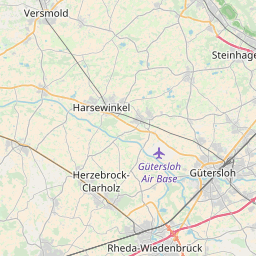 Versmold
Steinhage
Harsewinkel
Gütersloh
Air Base
Gütersloh
Herzebrock-
Clarholz
Rheda-Wiedenbrück